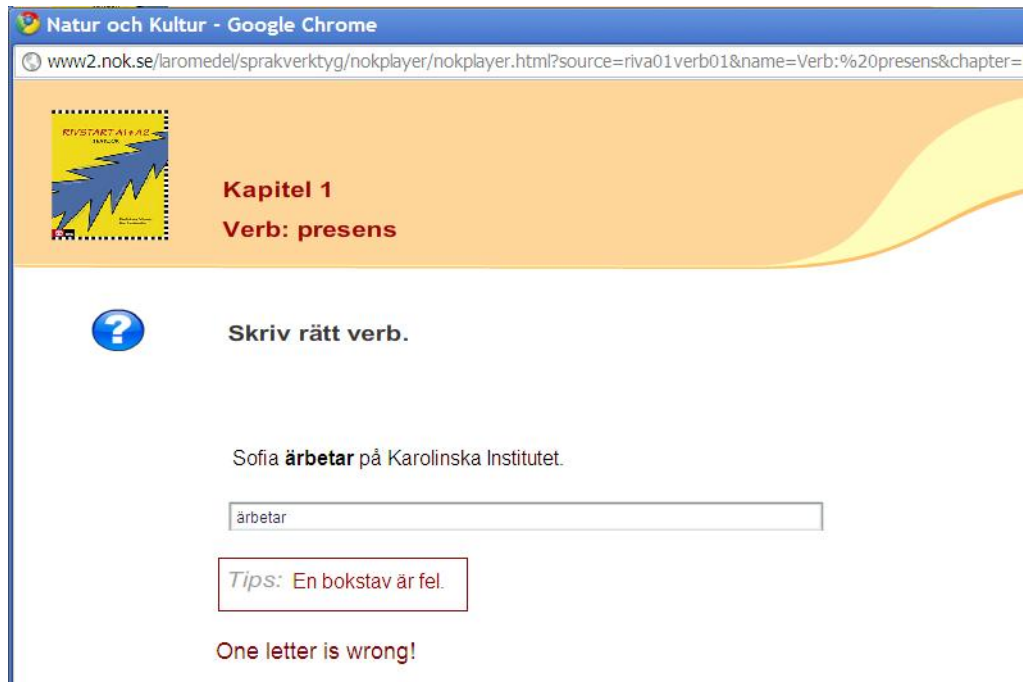 Natur och Kultur - Google Chrome
www2.nok.se/laromedel/sprakverktyg/nokplayer/nokplayer.html?source=riva01verb01&name=Verb:%20presens&chapter=
RIVSTART A1+A2
Kapitel 1
Verb: presens
Skriv rätt verb.
Sofia ärbetar på Karolinska Institutet.
ärbetar
Tips: En bokstav är fel.
One letter is wrong!